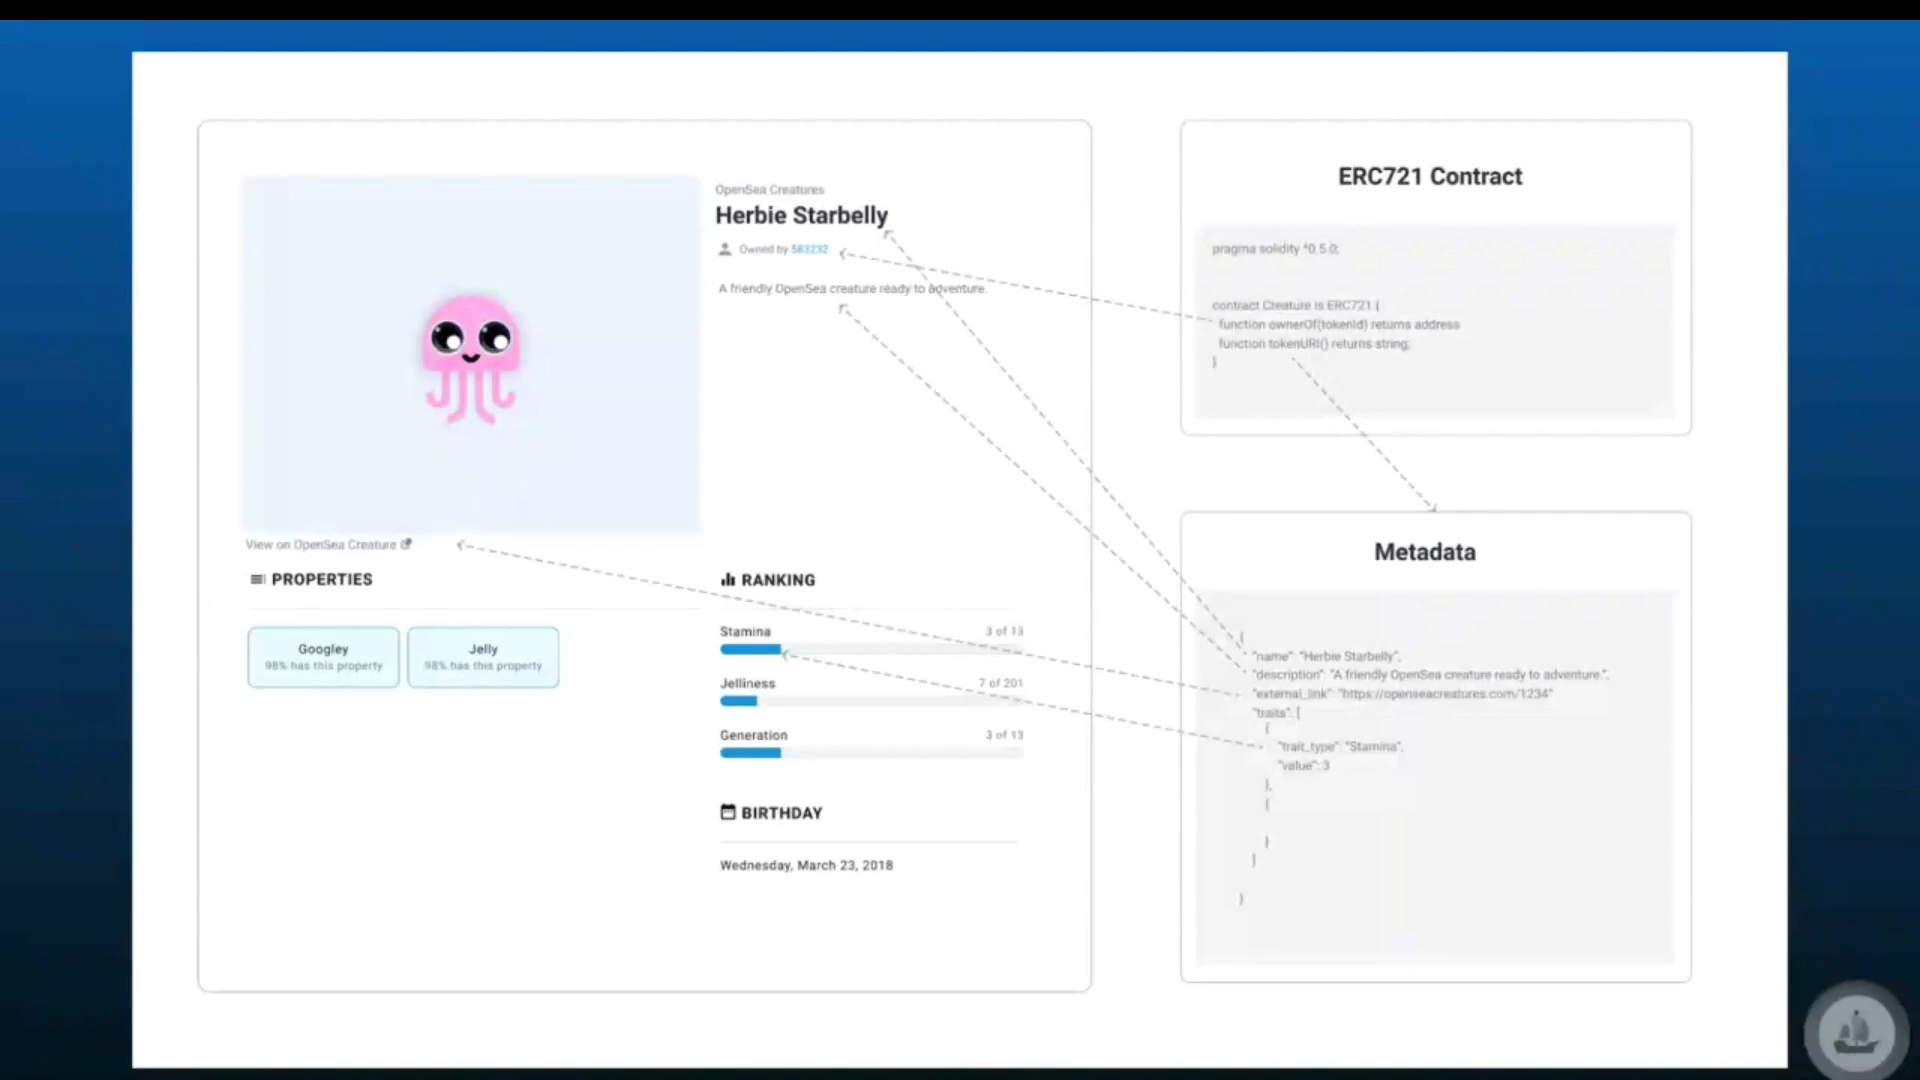 OpenSea Creatures
Herbie Starbelly
Owned by 583232
A friendly OpenSea creature ready to adventure.
View on OpenSea Creature
PROPERTIES
Googley
98% has this property
Jelly
98% has this property
RANKING
Stamina 3 of 13
Jelliness 7 of 201
Generation 3 of 13
BIRTHDAY
Wednesday, March 23, 2018
ERC721 Contract
pragma solidity ^0.5.0;
contract Creature is ERC721 {
function ownerOf(tokenId) returns address
function tokenURI() returns string;
}
Metadata
{
"name": "Herbie Starbelly",
"description": "A friendly OpenSea creature ready to adventure.",
"external_link": "https://openseacreatures.com/1234"
"traits": [
{
"trait_type": "Stamina",
"value": 3
},
{
}
]
}